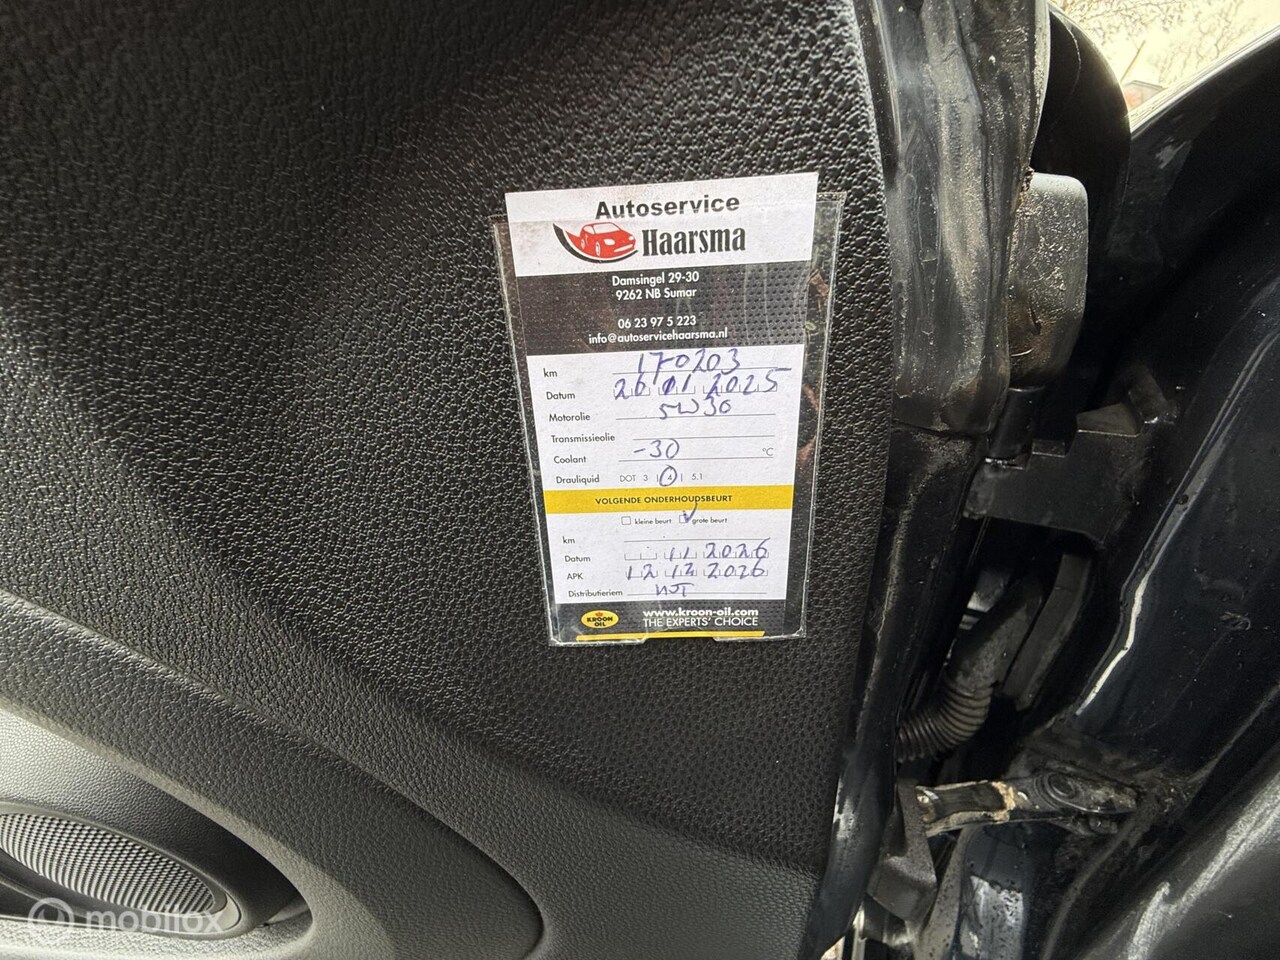 Autoservice
Haarsma
Damsingel 29-30
9262 NB Sumar
06 23 97 5 223
info@autoservicehaarsma.nl
km 170203
Datum 26 11 2025
Motorolie 5W30
Transmissieolie
Coolant -30 °C
Drauliquid DOT 3 | 4 | 5.1
VOLGENDE ONDERHOUDSBEURT
kleine beurt grote beurt
km
Datum 11 2026
APK 12 12 2026
Distributieriem NVT
KROON OIL
www.kroon-oil.com
THE EXPERTS' CHOICE
mobilox